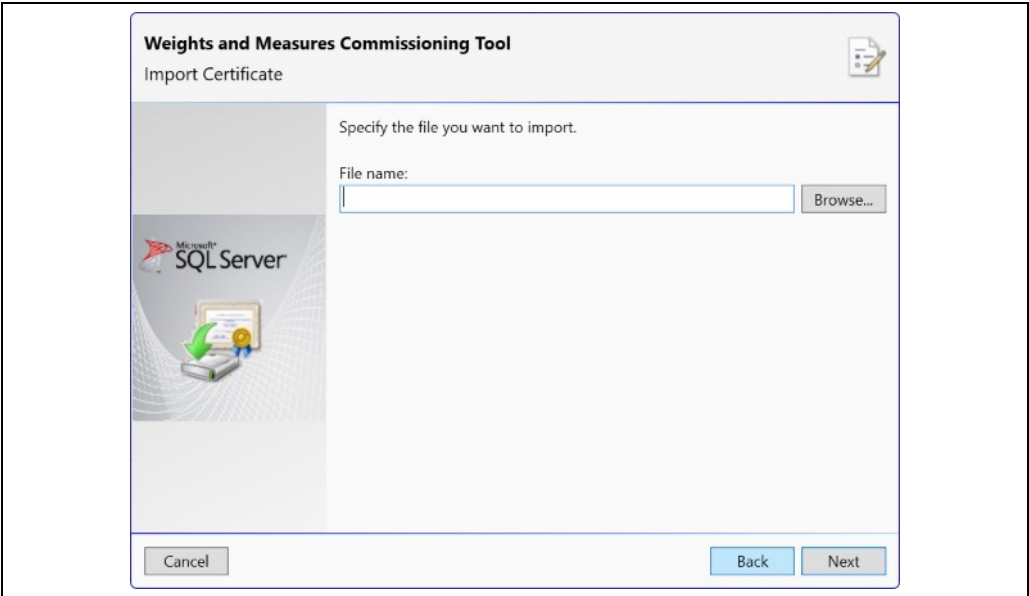 Weights and Measures Commissioning Tool
Import Certificate
Specify the file you want to import.
File name:
Browse...
Microsoft®
SQL Server
Cancel
Back
Next